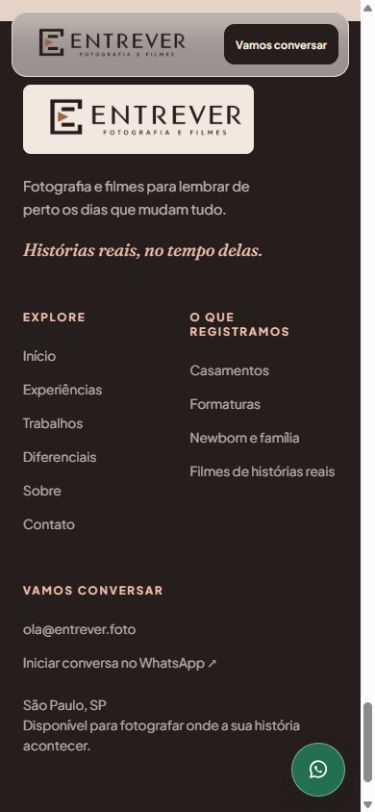 ENTREVER
FOTOGRAFIA E FILMES
Vamos conversar
ENTREVER
FOTOGRAFIA E FILMES
Fotografia e filmes para lembrar de
perto os dias que mudam tudo.
Histórias reais, no tempo delas.
EXPLORE
Início
Experiências
Trabalhos
Diferenciais
Sobre
Contato
O QUE
REGISTRAMOS
Casamentos
Formaturas
Newborn e família
Filmes de histórias reais
VAMOS CONVERSAR
ola@entrever.foto
Iniciar conversa no WhatsApp ↗
São Paulo, SP
Disponível para fotografar onde a sua história
acontecer.